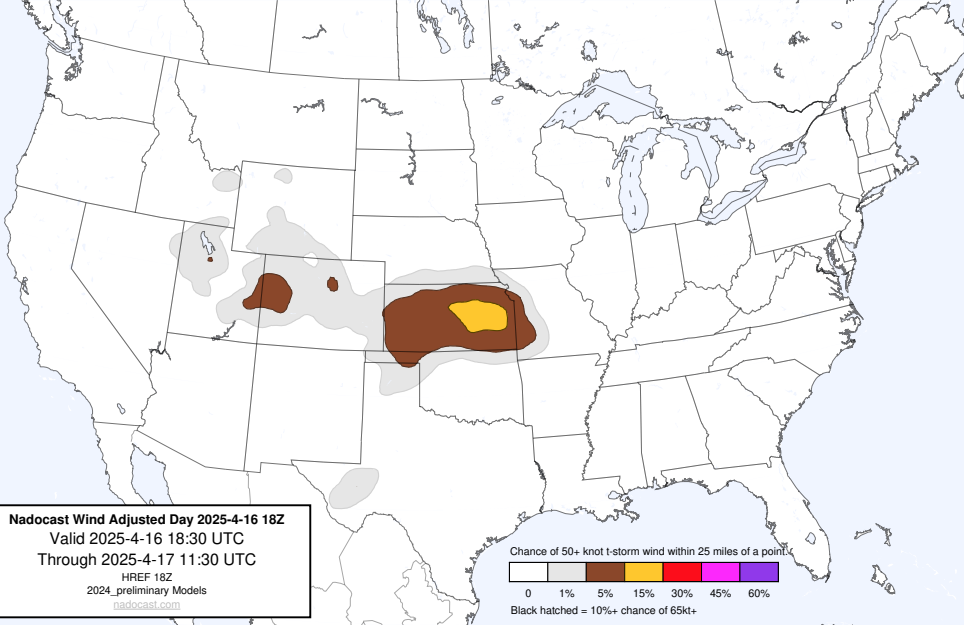 Nadocast Wind Adjusted Day 2025-4-16 18Z
Valid 2025-4-16 18:30 UTC
Through 2025-4-17 11:30 UTC
HREF 18Z
2024_preliminary Models
nadocast.com
Chance of 50+ knot t-storm wind within 25 miles of a point.
0 1% 5% 15% 30% 45% 60%
Black hatched = 10%+ chance of 65kt+